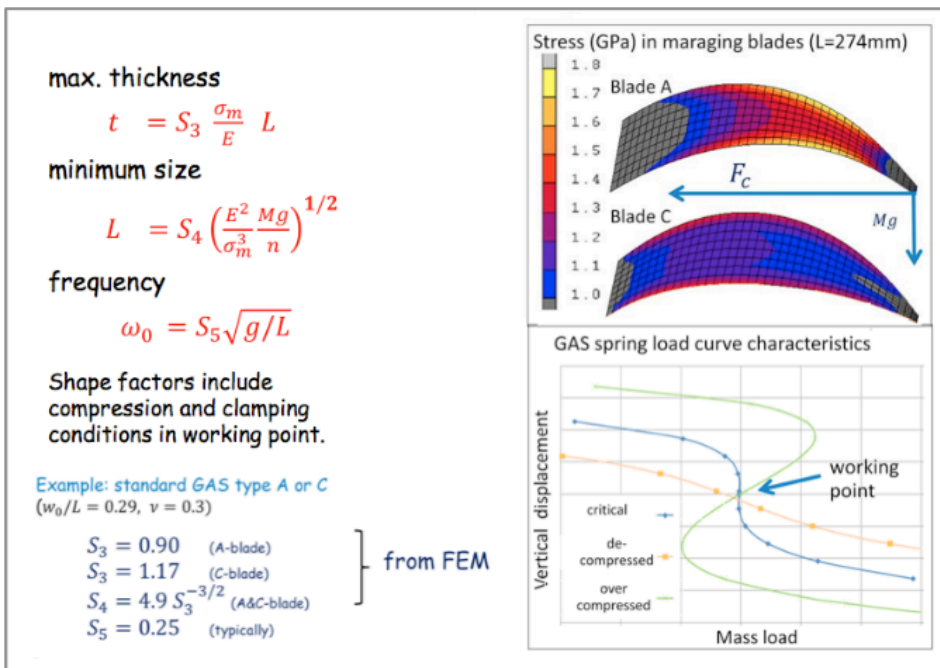 max. thickness
t = S₃ σₘ/E L
minimum size
L = S₄ (E²/σₘ³ Mg/n)^1/2
frequency
ω₀ = S₅√g/L
Shape factors include
compression and clamping
conditions in working point.
Example: standard GAS type A or C
(w₀/L = 0.29, ν = 0.3)
S₃ = 0.90 (A-blade)
S₃ = 1.17 (C-blade)
S₄ = 4.9 S₃^-3/2 (A&C-blade)
S₅ = 0.25 (typically)
from FEM
Stress (GPa) in maraging blades (L=274mm)
1.8
1.7
1.6
1.5
1.4
1.3
1.2
1.1
1.0
Blade A
F_c
Mg
Blade C
GAS spring load curve characteristics
Vertical displacement
working
point
critical
de-
compressed
over
compressed
Mass load